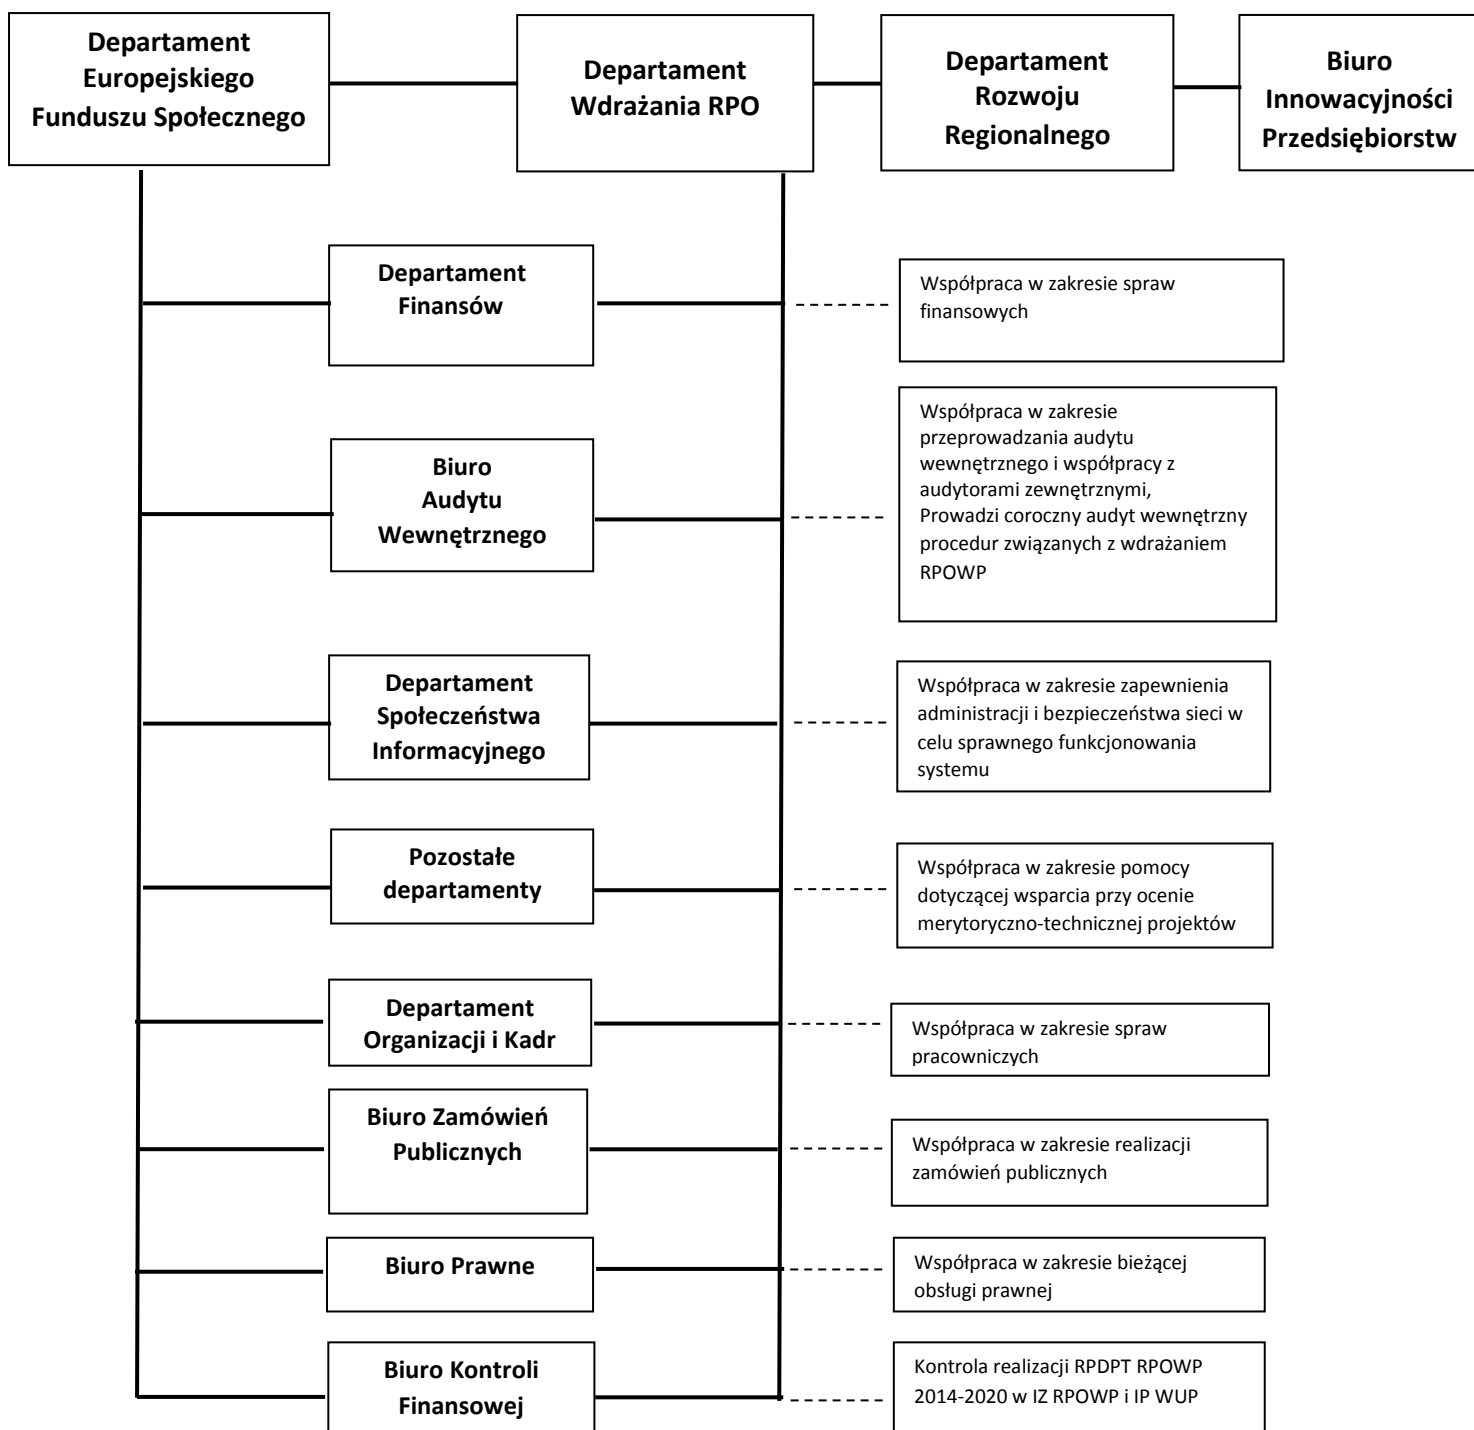 Departament
Europejskiego
Funduszu Społecznego
Departament
Wdrażania RPO
Departament
Rozwoju
Regionalnego
Biuro
Innowacyjności
Przedsiębiorstw
Departament
Finansów
Współpraca w zakresie spraw
finansowych
Biuro
Audytu
Wewnętrznego
Współpraca w zakresie
przeprowadzania audytu
wewnętrznego i współpracy z
audytorami zewnętrznymi,
Prowadzi coroczny audyt wewnętrzny
procedur związanych z wdrażaniem
RPOWP
Departament
Społeczeństwa
Informacyjnego
Współpraca w zakresie zapewnienia
administracji i bezpieczeństwa sieci w
celu sprawnego funkcjonowania
systemu
Pozostałe
departamenty
Współpraca w zakresie pomocy
dotyczącej wsparcia przy ocenie
merytoryczno-technicznej projektów
Departament
Organizacji i Kadr
Współpraca w zakresie spraw
pracowniczych
Biuro Zamówień
Publicznych
Współpraca w zakresie realizacji
zamówień publicznych
Biuro Prawne
Współpraca w zakresie bieżącej
obsługi prawnej
Biuro Kontroli
Finansowej
Kontrola realizacji RPDPT RPOWP
2014-2020 w IZ RPOWP i IP WUP